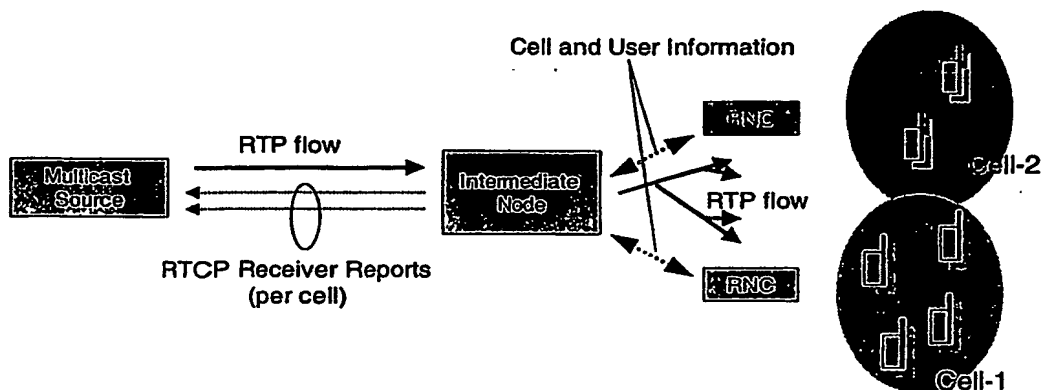 Cell and User Information
RNC
Cell-2
RTP flow
Multicast
Source
Intermediate
Node
RTP flow
RTCP Receiver Reports
(per cell)
RNC
Cell-1